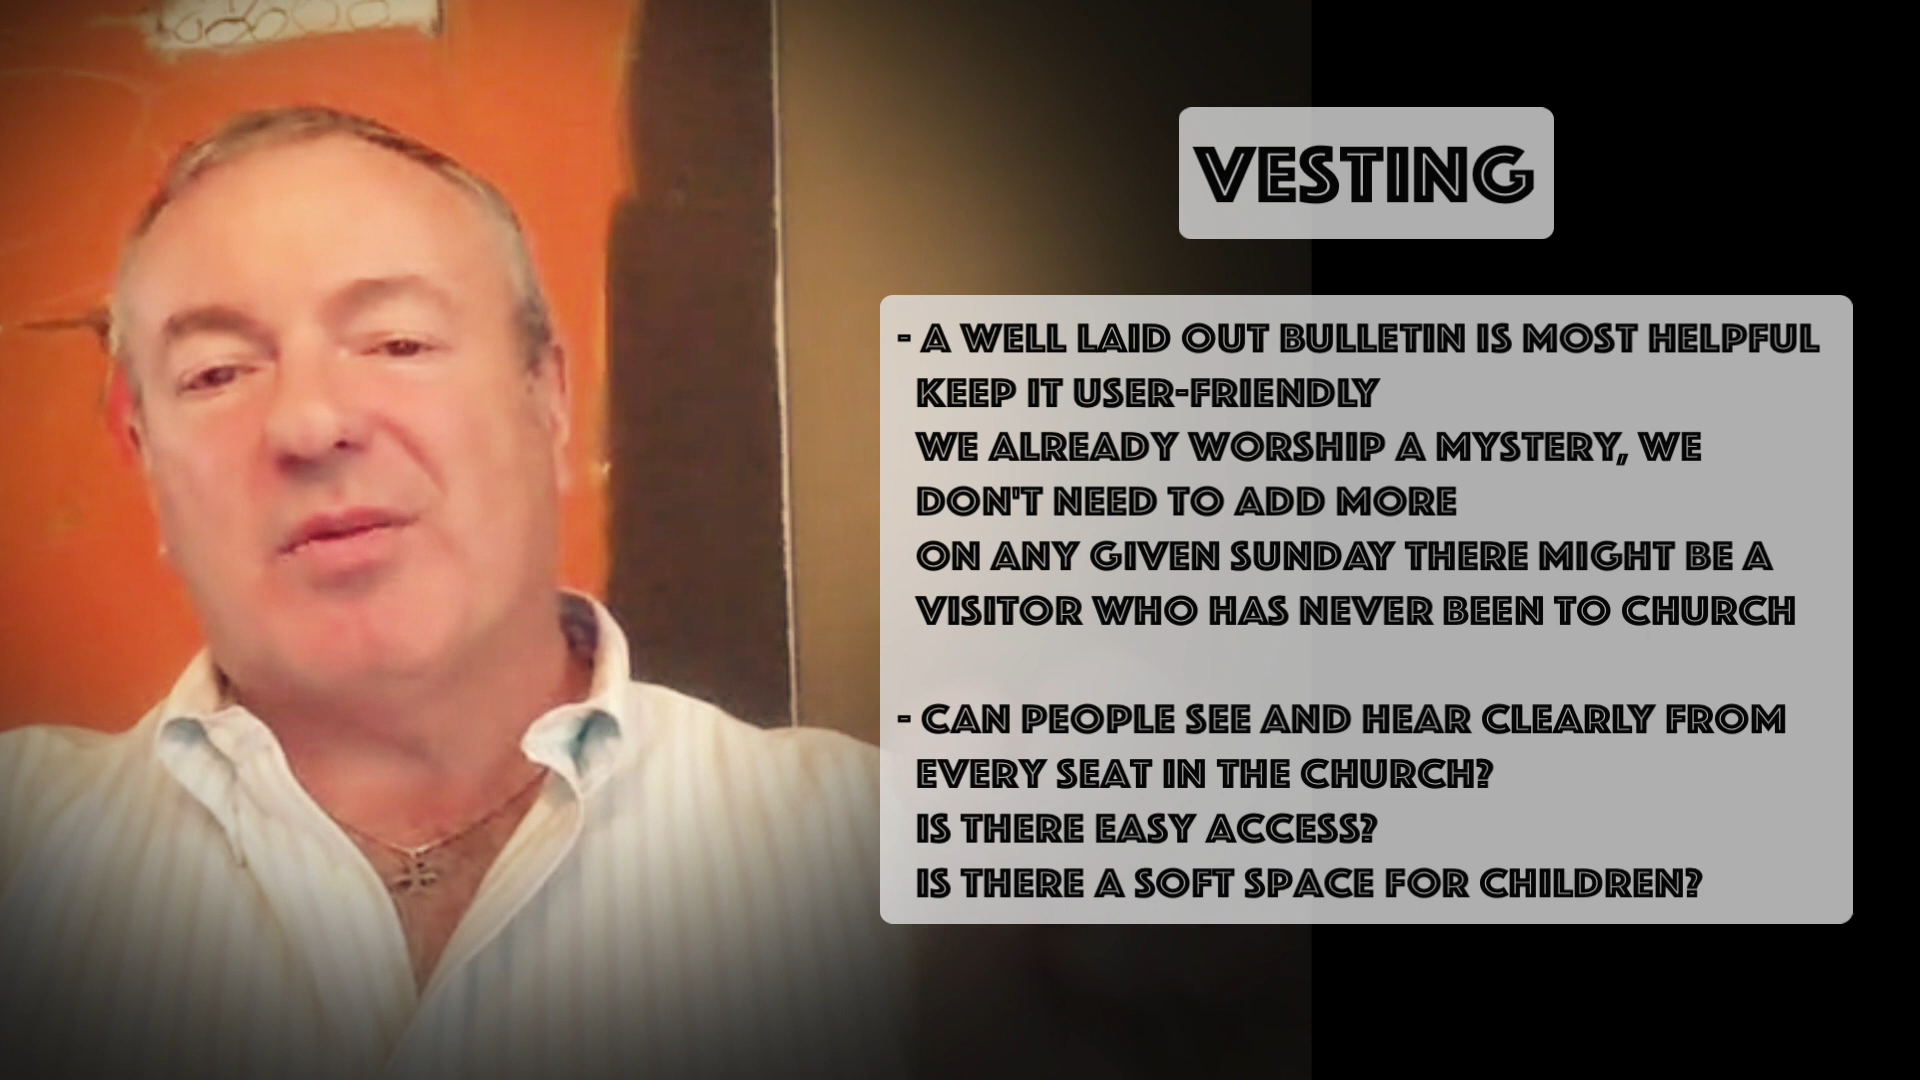 VESTING
- A WELL LAID OUT BULLETIN IS MOST HELPFUL
KEEP IT USER-FRIENDLY
WE ALREADY WORSHIP A MYSTERY, WE
DON'T NEED TO ADD MORE
ON ANY GIVEN SUNDAY THERE MIGHT BE A
VISITOR WHO HAS NEVER BEEN TO CHURCH
- CAN PEOPLE SEE AND HEAR CLEARLY FROM
EVERY SEAT IN THE CHURCH?
IS THERE EASY ACCESS?
IS THERE A SOFT SPACE FOR CHILDREN?